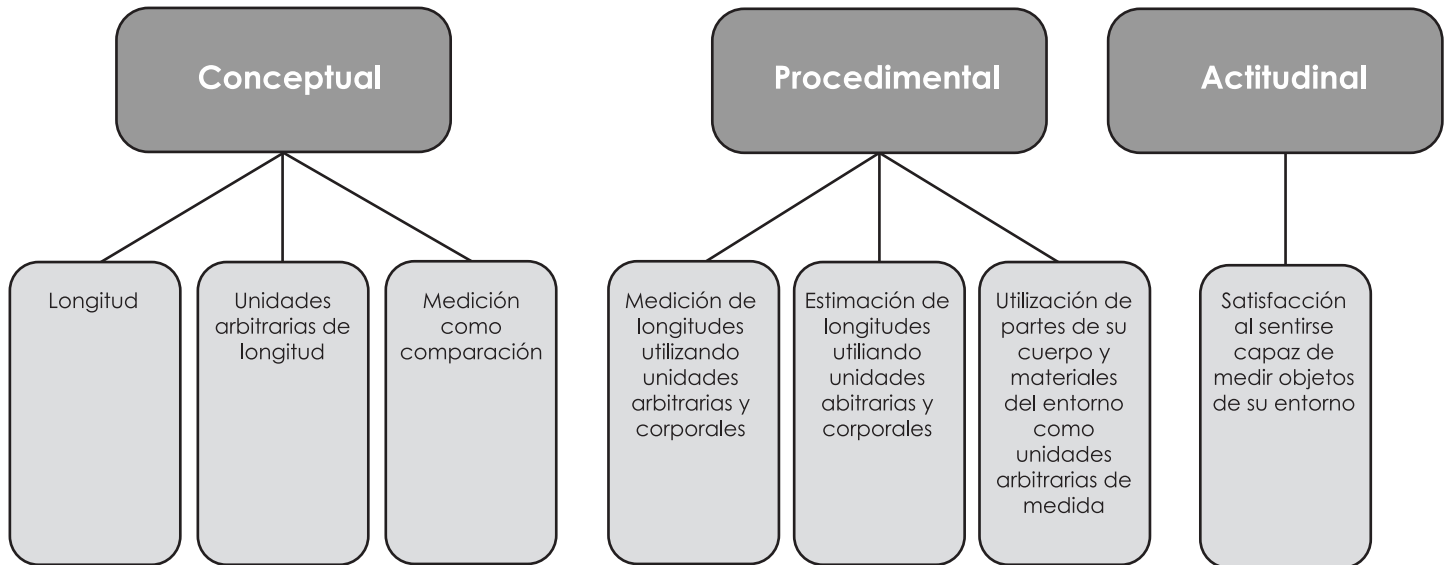 Conceptual
Procedimental
Actitudinal
Longitud
Unidades
arbitrarias de
longitud
Medición
como
comparación
Medición de
longitudes
utilizando
unidades
arbitrarias y
corporales
Estimación de
longitudes
utiliando
unidades
abitrarias y
corporales
Utilización de
partes de su
cuerpo y
materiales
del entorno
como
unidades
arbitrarias de
medida
Satisfacción
al sentirse
capaz de
medir objetos
de su entorno